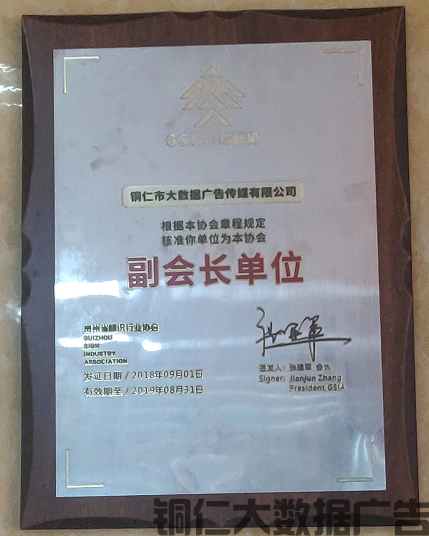 GSIA
铜仁市大数据广告传媒有限公司
根据本协会章程规定
核准你单位为本协会
副会长单位
贵州省标识行业协会
GUIZHOU
SIGN
INDUSTRY
ASSOCIATION
发证日期 / 2018年09月01日
有效期至 / 2019年08月31日
签发人: 张建军 会长
Signer: Jianjun Zhang
President GSIA
铜仁大数据广告